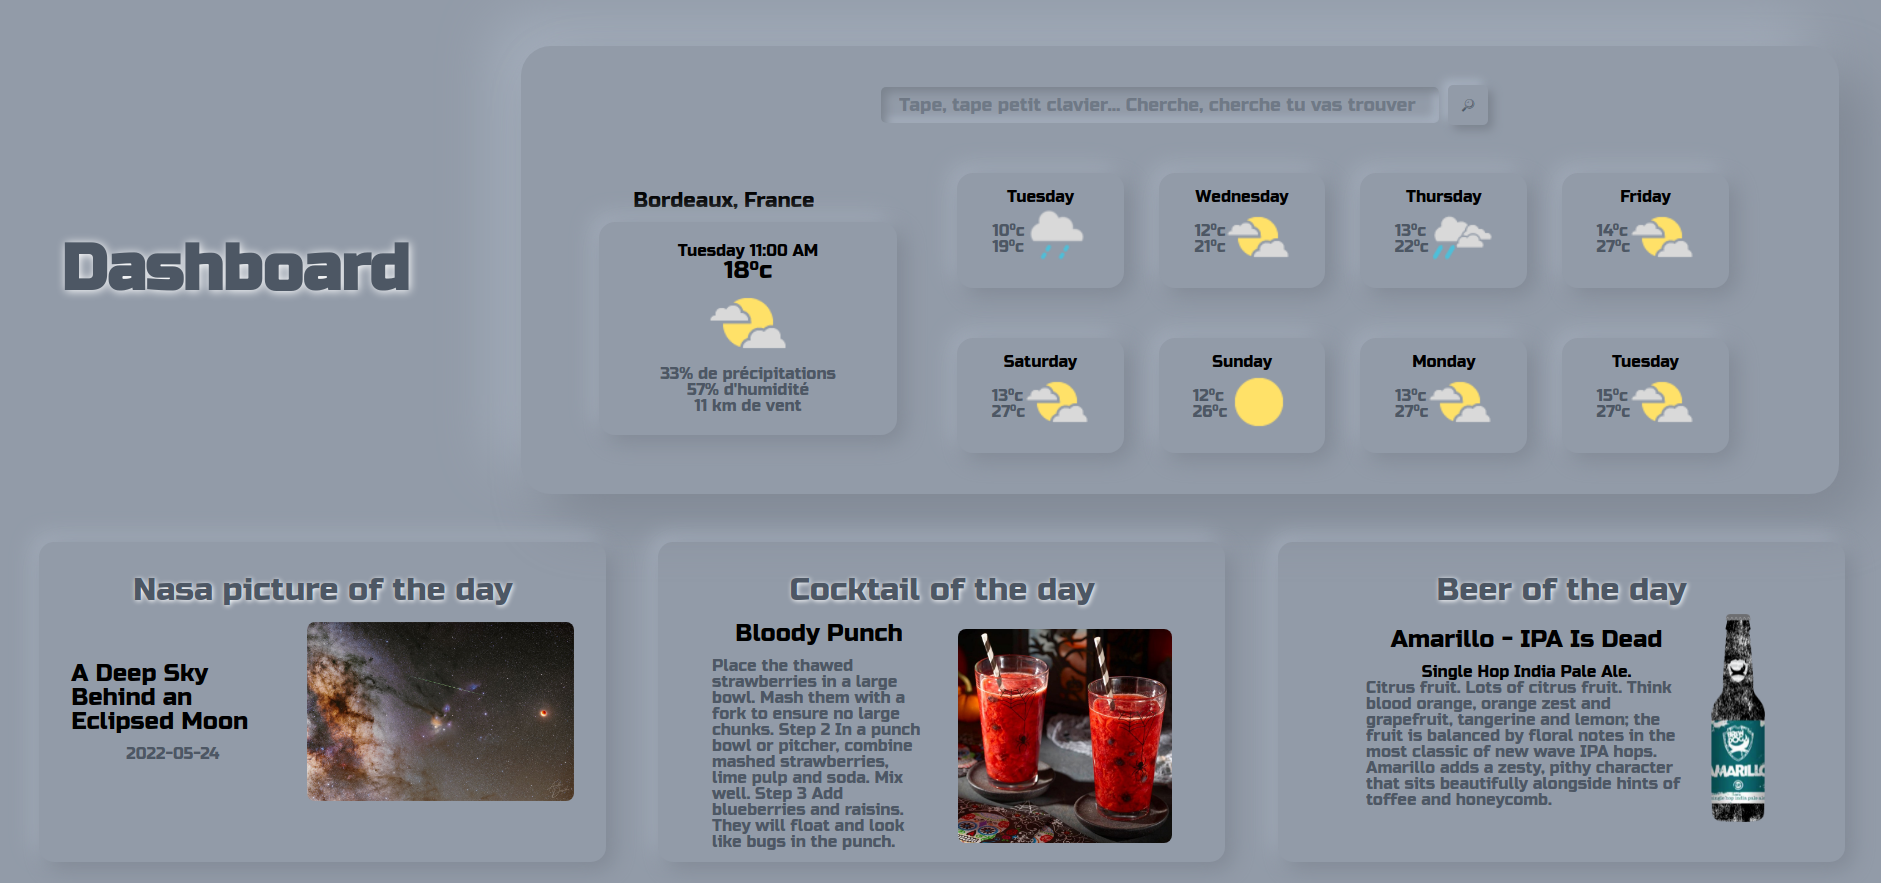 Dashboard
Tape, tape petit clavier... Cherche, cherche tu vas trouver
Bordeaux, France
Tuesday 11:00 AM
18°c
33% de précipitations
57% d'humidité
11 km de vent
Tuesday
10°c
19°c
Wednesday
12°c
21°c
Thursday
13°c
22°c
Friday
14°c
27°c
Saturday
13°c
27°c
Sunday
12°c
26°c
Monday
13°c
27°c
Tuesday
15°c
27°c
Nasa picture of the day
A Deep Sky
Behind an
Eclipsed Moon
2022-05-24
Cocktail of the day
Bloody Punch
Place the thawed
strawberries in a large
bowl. Mash them with a
fork to ensure no large
chunks. Step 2 In a punch
bowl or pitcher, combine
mashed strawberries,
lime pulp and soda. Mix
well. Step 3 Add
blueberries and raisins.
They will float and look
like bugs in the punch.
Beer of the day
Amarillo - IPA Is Dead
Single Hop India Pale Ale.
Citrus fruit. Lots of citrus fruit. Think
blood orange, orange zest and
grapefruit, tangerine and lemon; the
fruit is balanced by floral notes in the
most classic of new wave IPA hops.
Amarillo adds a zesty, pithy character
that sits beautifully alongside hints of
toffee and honeycomb.
AMARILLO